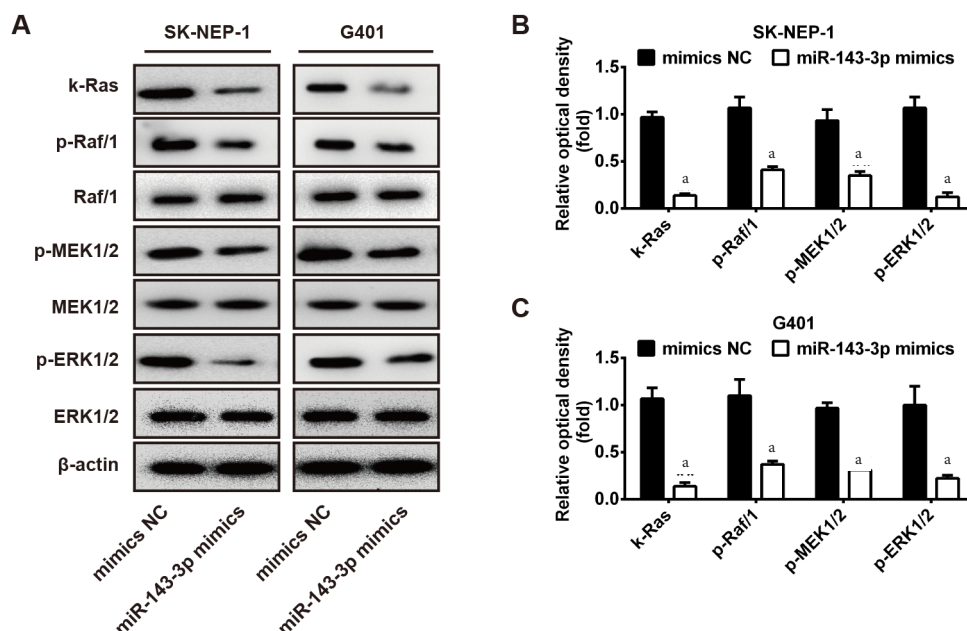 A
SK-NEP-1
G401
k-Ras
p-Raf/1
Raf/1
p-MEK1/2
MEK1/2
p-ERK1/2
ERK1/2
β-actin
mimics NC
miR-143-3p mimics
mimics NC
miR-143-3p mimics
B
SK-NEP-1
mimics NC
miR-143-3p mimics
Relative optical density
(fold)
1.5
1.0
0.5
0.0
a
a
a
a
k-Ras
p-Raf/1
p-MEK1/2
p-ERK1/2
C
G401
mimics NC
miR-143-3p mimics
Relative optical density
(fold)
1.5
1.0
0.5
0.0
a
a
a
a
k-Ras
p-Raf/1
p-MEK1/2
p-ERK1/2